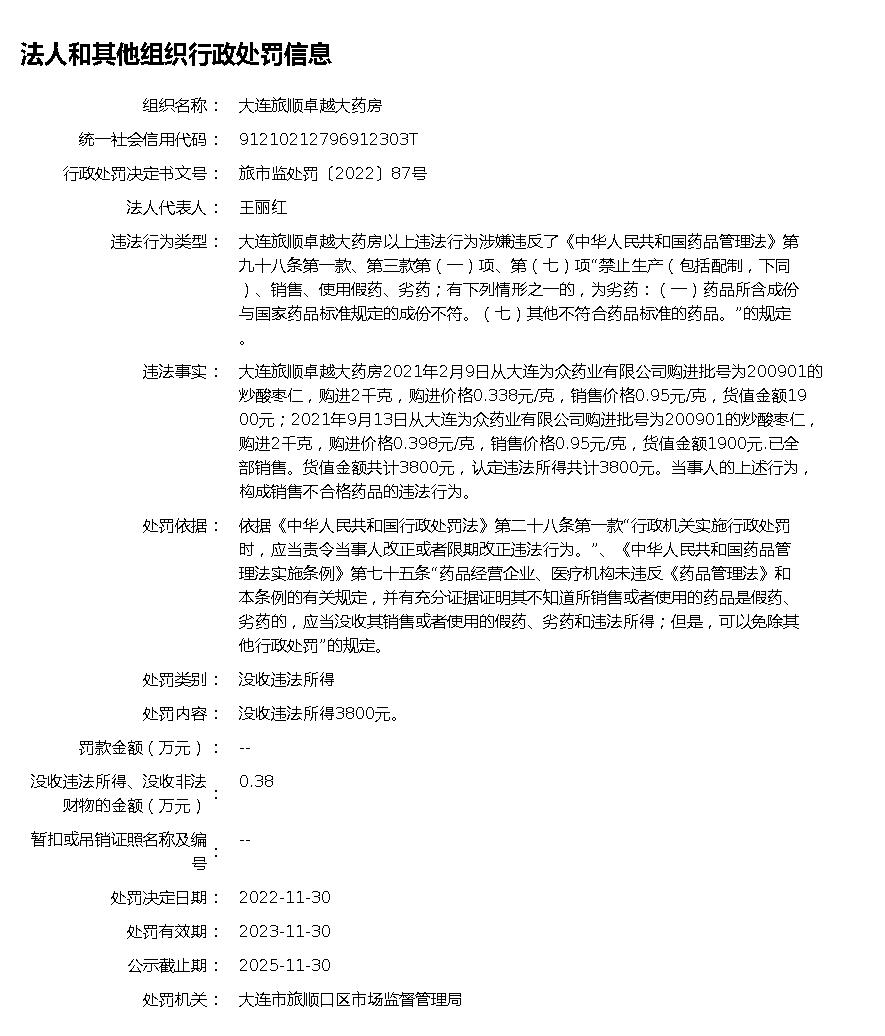 法人和其他组织行政处罚信息
组织名称： 大连旅顺卓越大药房
统一社会信用代码： 91210212796912303T
行政处罚决定书文号： 旅市监处罚〔2022〕87号
法人代表人： 王丽红
违法行为类型： 大连旅顺卓越大药房以上违法行为涉嫌违反了《中华人民共和国药品管理法》第
九十八条第一款、第三款第（一）项、第（七）项“禁止生产（包括配制，下同
）、销售、使用假药、劣药；有下列情形之一的，为劣药：（一）药品所含成份
与国家药品标准规定的成份不符。（七）其他不符合药品标准的药品。”的规定
。
违法事实： 大连旅顺卓越大药房2021年2月9日从大连为众药业有限公司购进批号为200901的
炒酸枣仁，购进2千克，购进价格0.338元/克，销售价格0.95元/克，货值金额19
00元；2021年9月13日从大连为众药业有限公司购进批号为200901的炒酸枣仁，
购进2千克，购进价格0.398元/克，销售价格0.95元/克，货值金额1900元.已全
部销售。货值金额共计3800元，认定违法所得共计3800元。当事人的上述行为，
构成销售不合格药品的违法行为。
处罚依据： 依据《中华人民共和国行政处罚法》第二十八条第一款“行政机关实施行政处罚
时，应当责令当事人改正或者限期改正违法行为。”、《中华人民共和国药品管
理法实施条例》第七十五条“药品经营企业、医疗机构未违反《药品管理法》和
本条例的有关规定，并有充分证据证明其不知道所销售或者使用的药品是假药、
劣药的，应当没收其销售或者使用的假药、劣药和违法所得；但是，可以免除其
他行政处罚”的规定。
处罚类别： 没收违法所得
处罚内容： 没收违法所得3800元。
罚款金额（万元）： --
没收违法所得、没收非法
财物的金额（万元）： 0.38
暂扣或吊销证照名称及编
号： --
处罚决定日期： 2022-11-30
处罚有效期： 2023-11-30
公示截止期： 2025-11-30
处罚机关： 大连市旅顺口区市场监督管理局